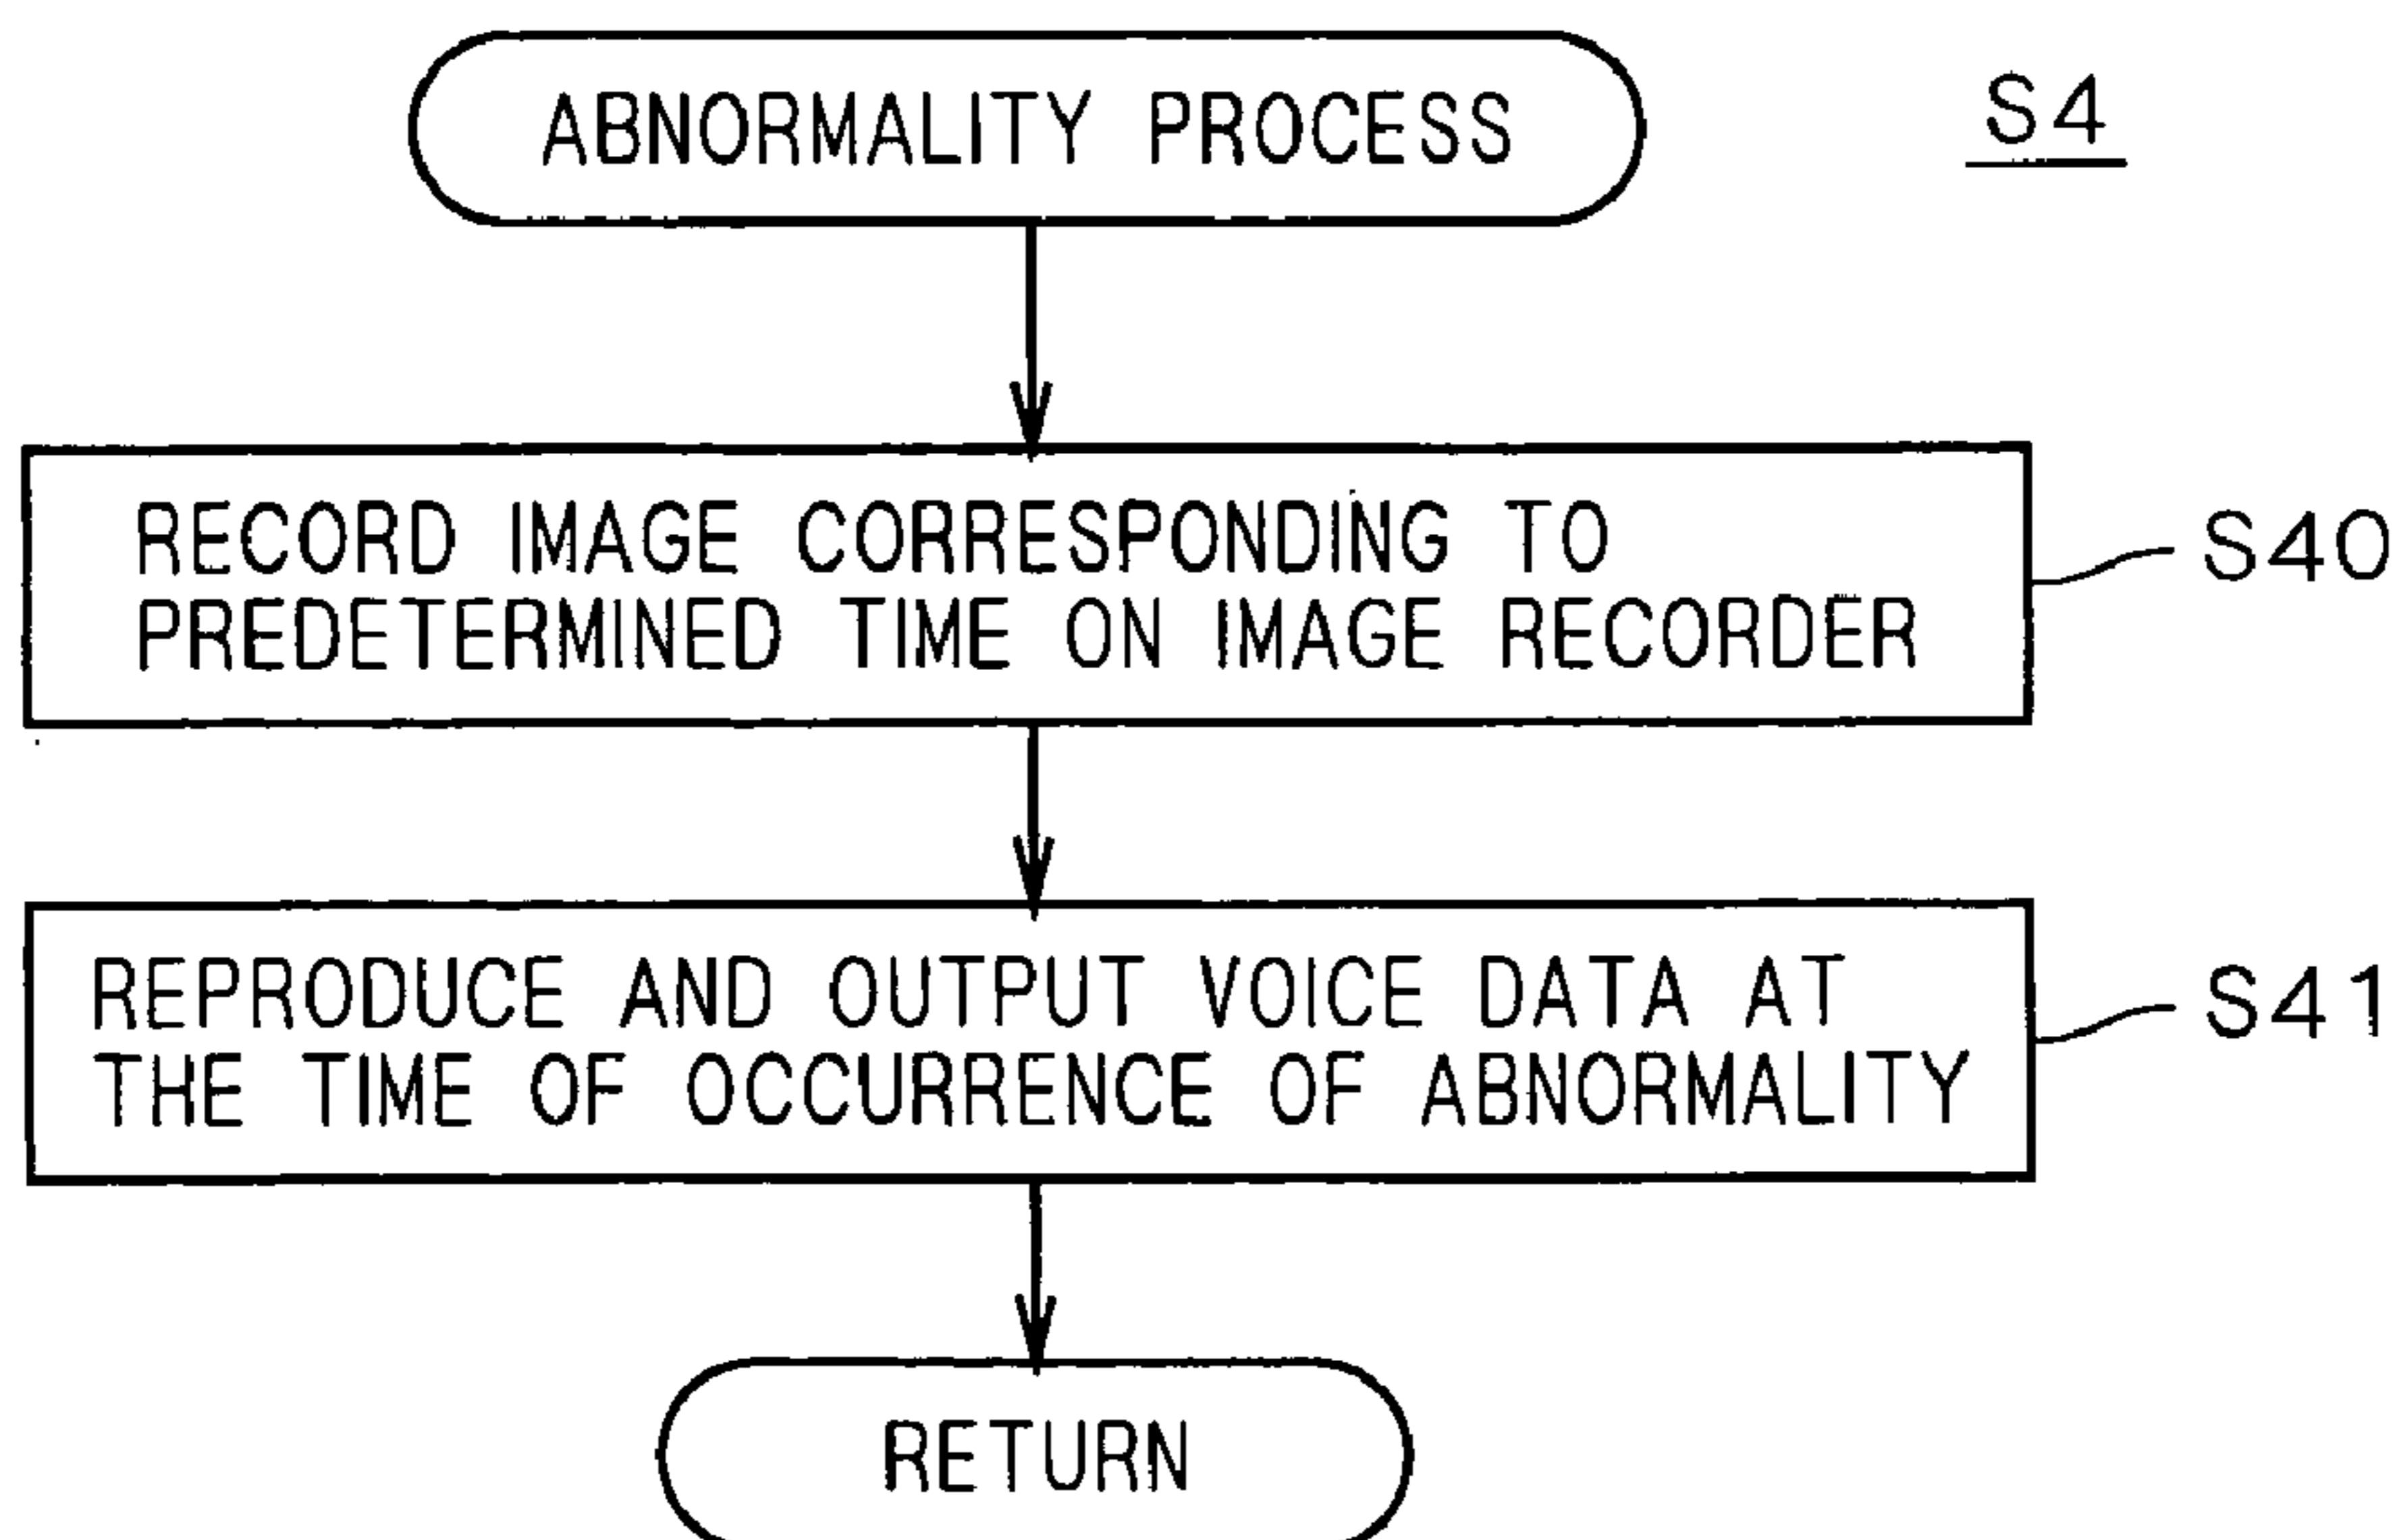 ABNORMALITY PROCESS
S4
RECORD IMAGE CORRESPONDING TO
PREDETERMINED TIME ON IMAGE RECORDER
S40
REPRODUCE AND OUTPUT VOICE DATA AT
THE TIME OF OCCURRENCE OF ABNORMALITY
S41
RETURN